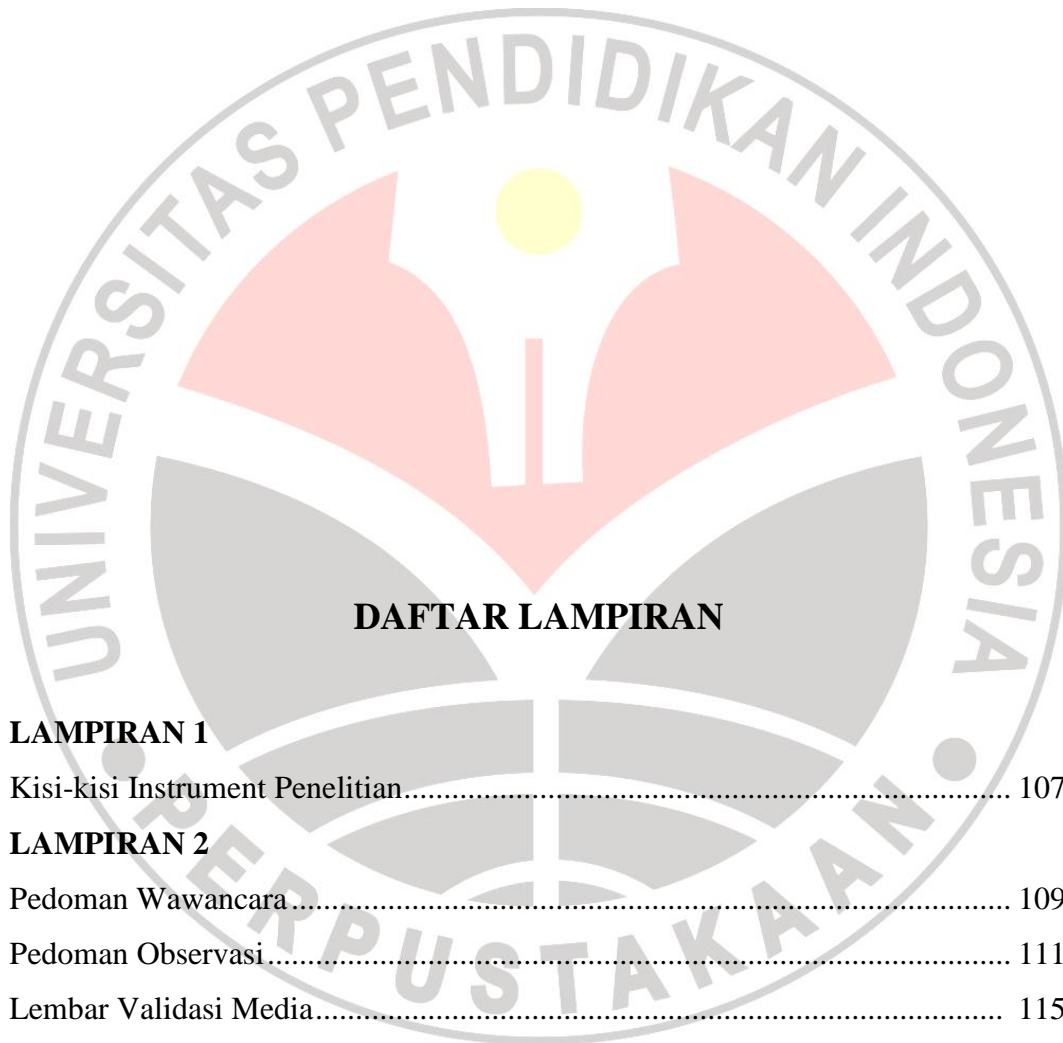 UNIVERSITAS PENDIDIKAN INDONESIA
DAFTAR LAMPIRAN
LAMPIRAN 1
Kisi-kisi Instrument Penelitian............................................................................. 107
LAMPIRAN 2
Pedoman Wawancara........................................................................................... 109
Pedoman Observasi.............................................................................................. 111
Lembar Validasi Media....................................................................................... 115
PERPUSTAKAAN